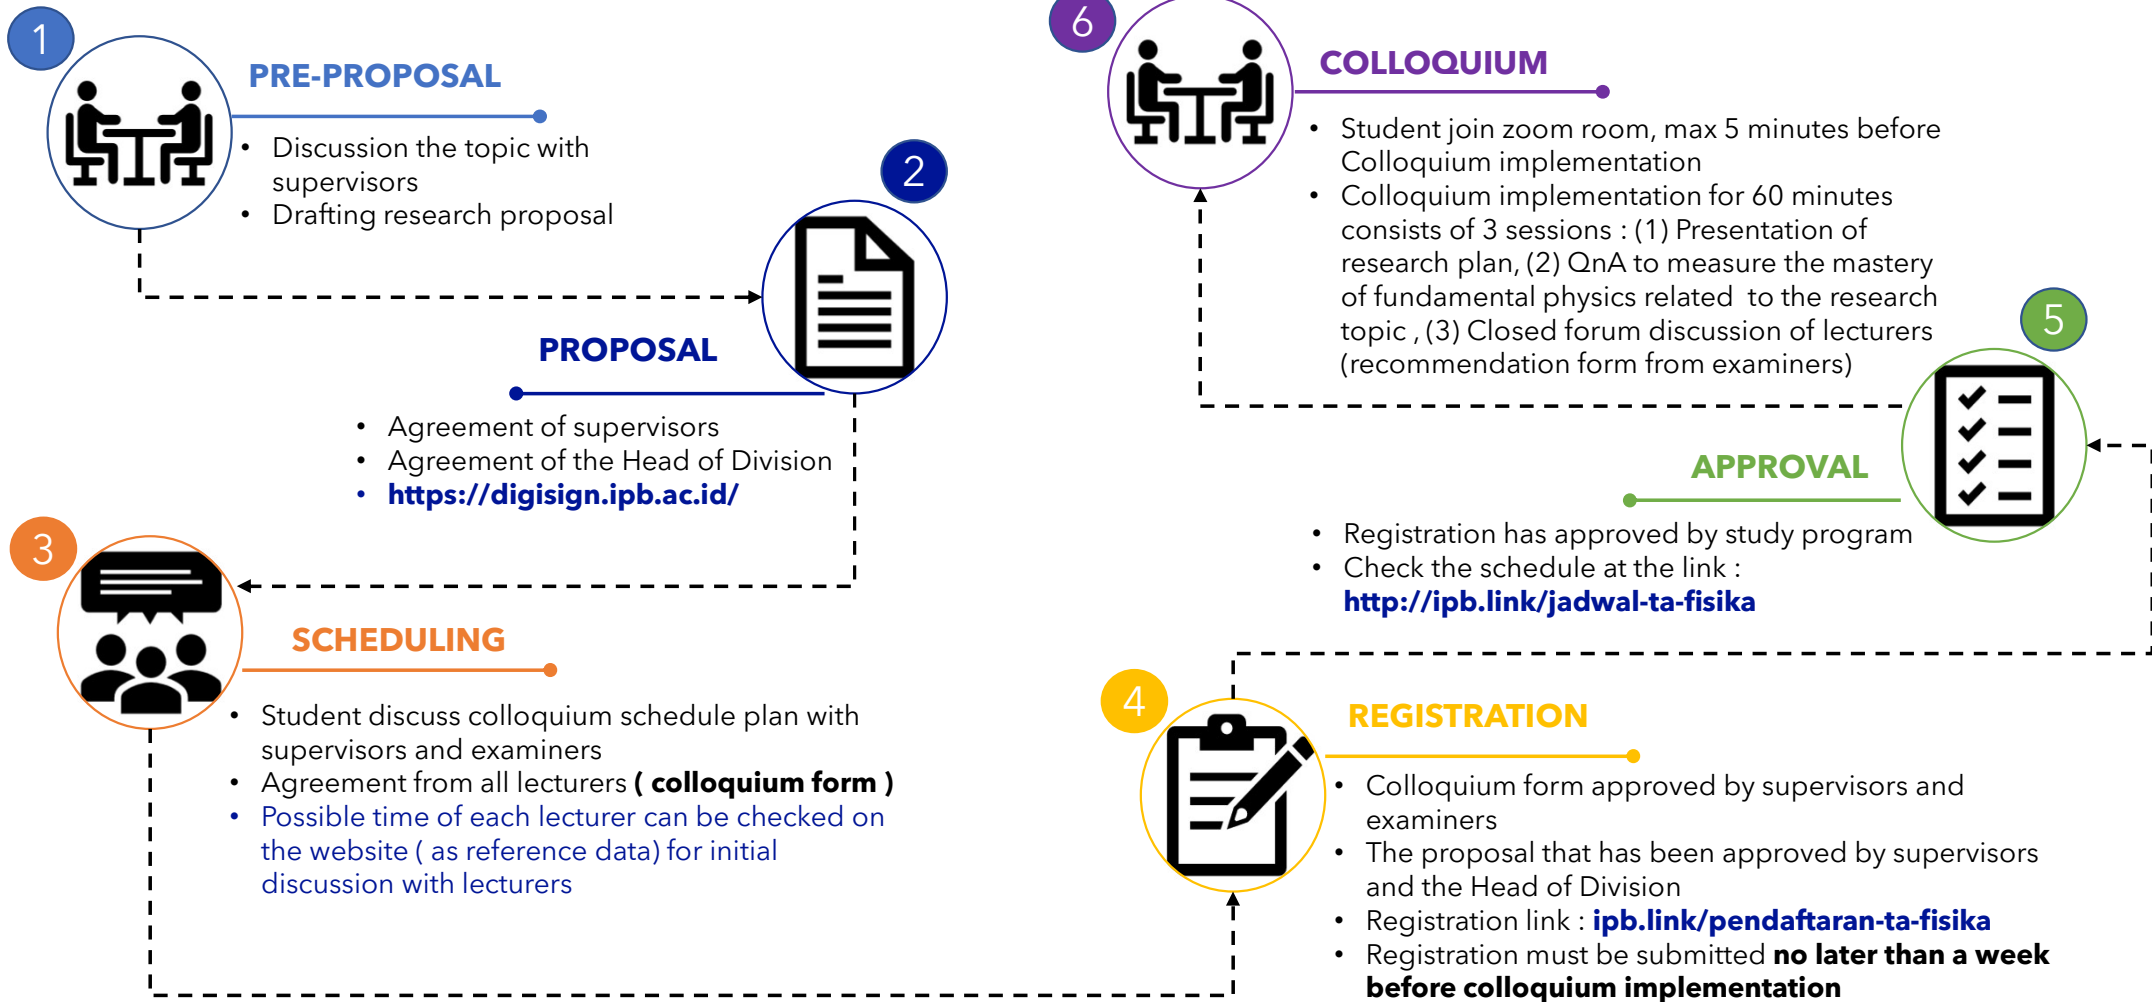 1
PRE-PROPOSAL
• Discussion the topic with
supervisors
• Drafting research proposal
2
PROPOSAL
• Agreement of supervisors
• Agreement of the Head of Division
• https://digisign.ipb.ac.id/
3
SCHEDULING
• Student discuss colloquium schedule plan with
supervisors and examiners
• Agreement from all lecturers ( colloquium form )
• Possible time of each lecturer can be checked on
the website ( as reference data) for initial
discussion with lecturers
4
REGISTRATION
• Colloquium form approved by supervisors and
examiners
• The proposal that has been approved by supervisors
and the Head of Division
• Registration link : ipb.link/pendaftaran-ta-fisika
• Registration must be submitted no later than a week
before colloquium implementation
5
APPROVAL
• Registration has approved by study program
• Check the schedule at the link :
http://ipb.link/jadwal-ta-fisika
6
COLLOQUIUM
• Student join zoom room, max 5 minutes before
Colloquium implementation
• Colloquium implementation for 60 minutes
consists of 3 sessions : (1) Presentation of
research plan, (2) QnA to measure the mastery
of fundamental physics related to the research
topic , (3) Closed forum discussion of lecturers
(recommendation form from examiners)